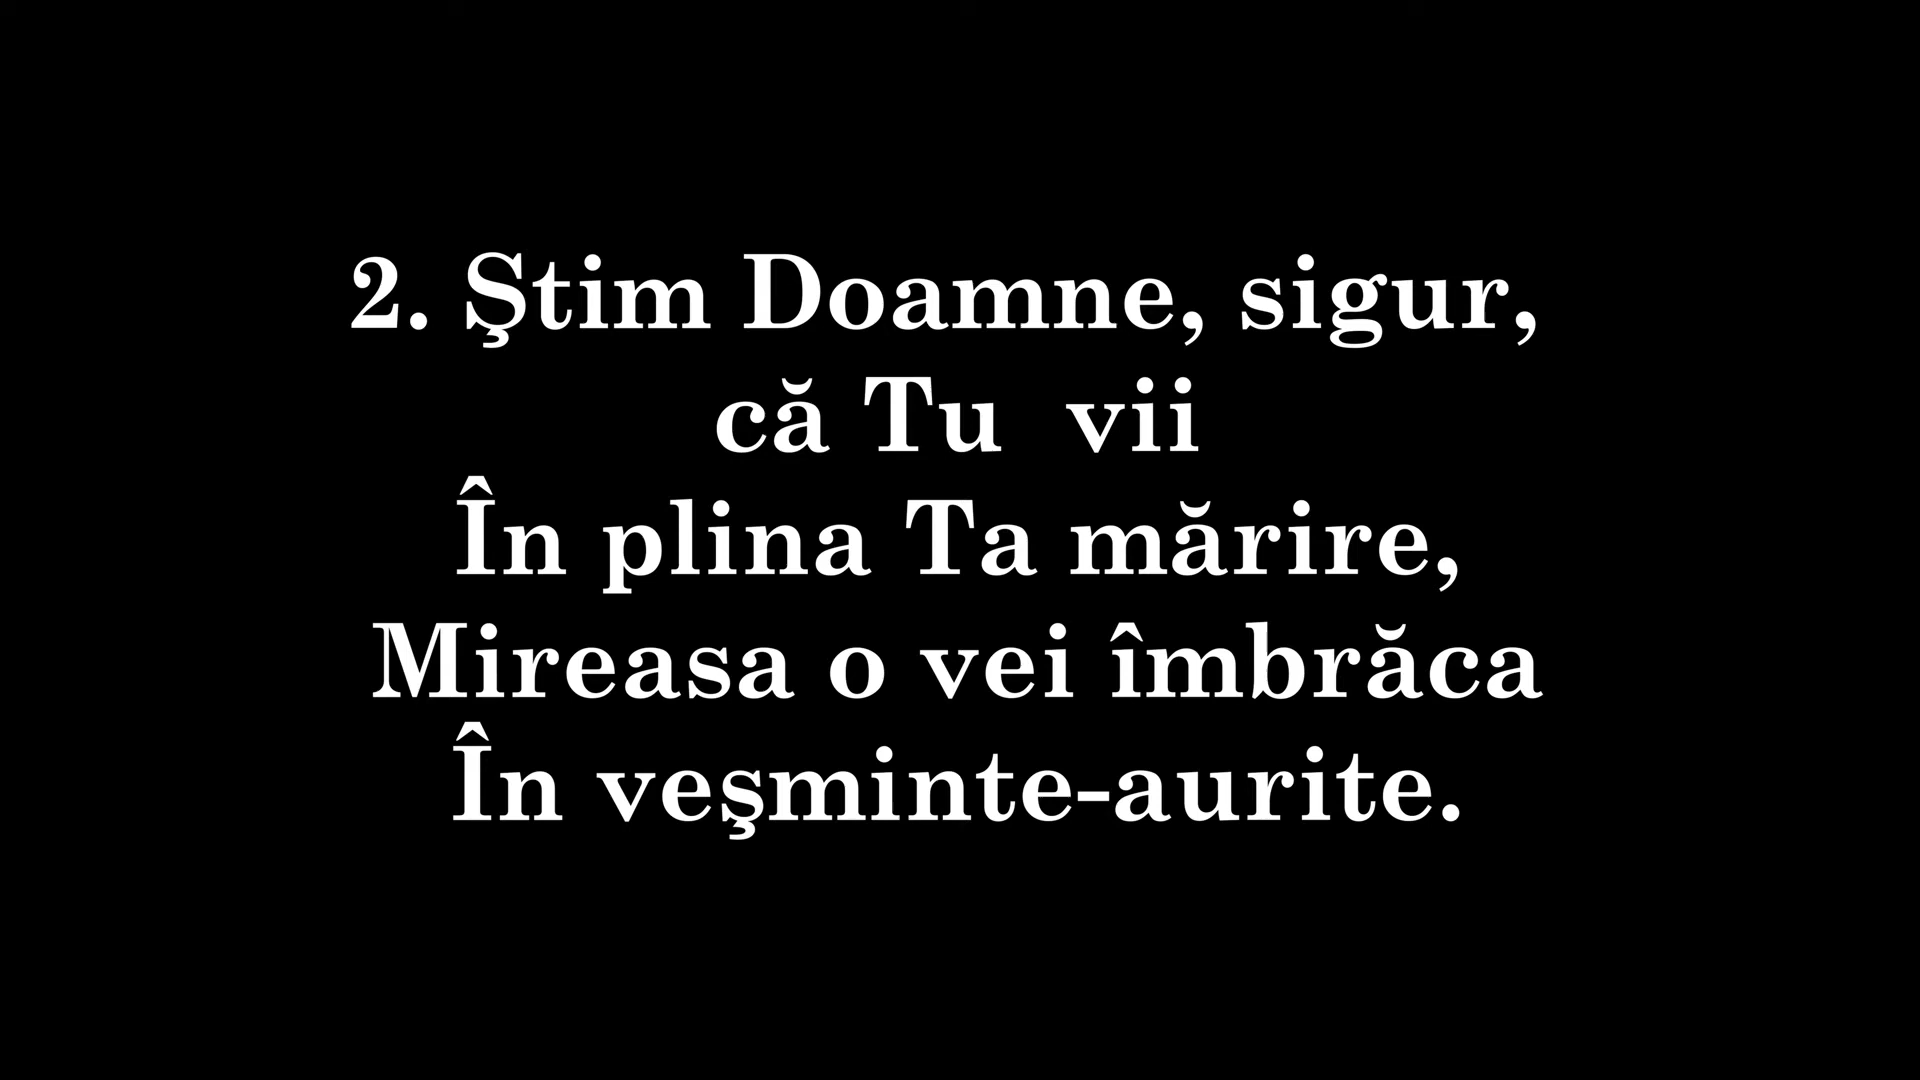 2. Ştim Doamne, sigur,
că Tu  vii
În plina Ta mărire,
Mireasa o vei îmbrăca
În veşminte-aurite.